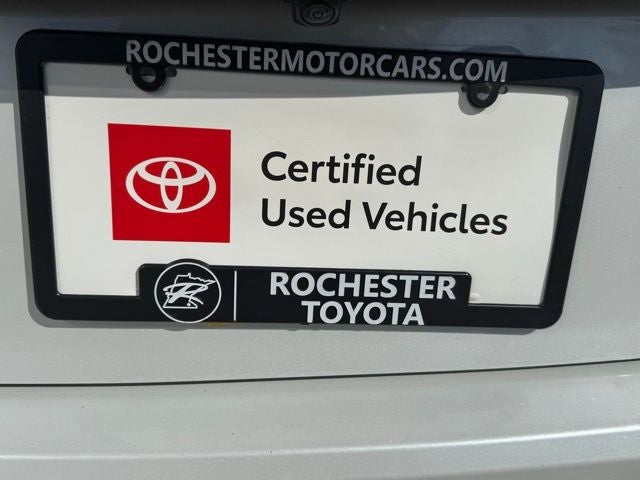 ROCHESTERMOTORCARS.COM
Certified
Used Vehicles
ROCHESTER
TOYOTA